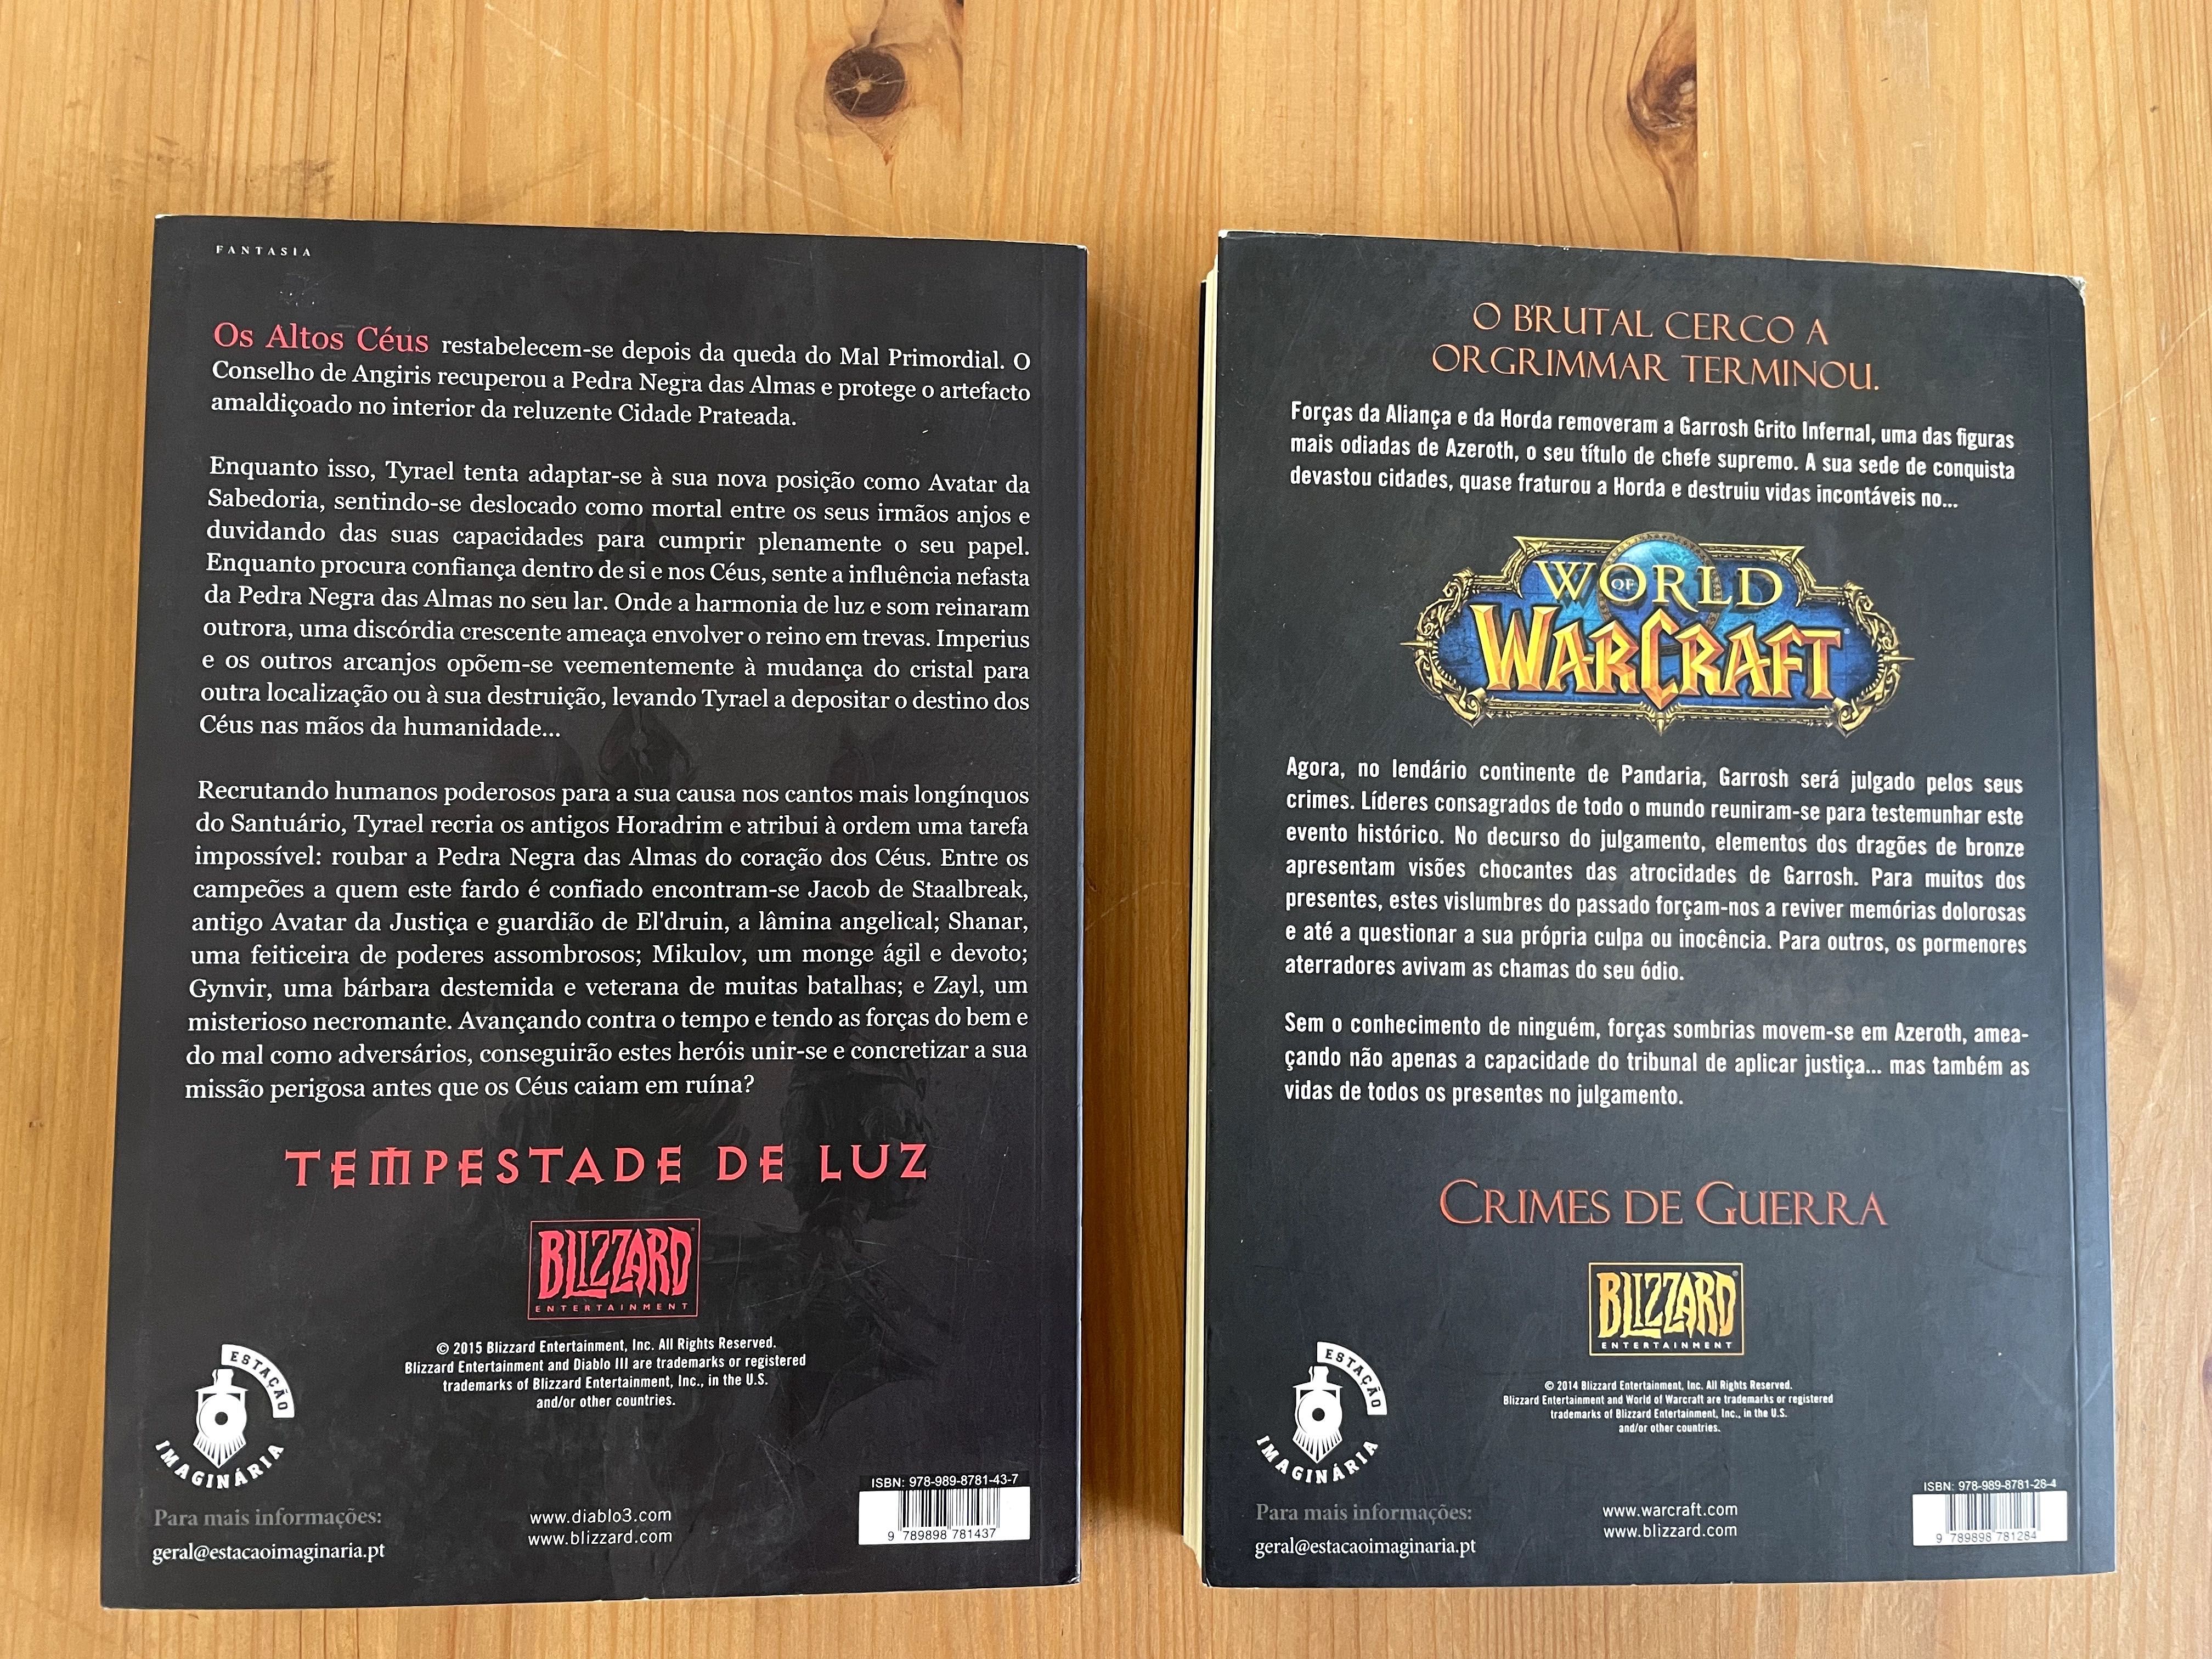 FANTASIA
Os Altos Céus restabelecem-se depois da queda do Mal Primordial. O
Conselho de Angiris recuperou a Pedra Negra das Almas e protege o artefacto
amaldiçoado no interior da reluzente Cidade Prateada.
Enquanto isso, Tyrael tenta adaptar-se à sua nova posição como Avatar da
Sabedoria, sentindo-se deslocado como mortal entre os seus irmãos anjos e
duvidando das suas capacidades para cumprir plenamente o seu papel.
Enquanto procura confiança dentro de si e nos Céus, sente a influência nefasta
da Pedra Negra das Almas no seu lar. Onde a harmonia de luz e som reinaram
outrora, uma discórdia crescente ameaça envolver o reino em trevas. Imperius
e os outros arcanjos opõem-se veementemente à mudança do cristal para
outra localização ou à sua destruição, levando Tyrael a depositar o destino dos
Céus nas mãos da humanidade...
Recrutando humanos poderosos para a sua causa nos cantos mais longínquos
do Santuário, Tyrael recria os antigos Horadrim e atribui à ordem uma tarefa
impossível: roubar a Pedra Negra das Almas do coração dos Céus. Entre os
campeões a quem este fardo é confiado encontram-se Jacob de Staalbreak,
antigo Avatar da Justiça e guardião de El'druin, a lâmina angelical; Shanar,
uma feiticeira de poderes assombrosos; Mikulov, um monge ágil e devoto;
Gynvir, uma bárbara destemida e veterana de muitas batalhas; e Zayl, um
misterioso necromante. Avançando contra o tempo e tendo as forças do bem e
do mal como adversários, conseguirão estes heróis unir-se e concretizar a sua
missão perigosa antes que os Céus caiam em ruína?
TEMPESTADE DE LUZ
BLIZZARD
ENTERTAINMENT
© 2015 Blizzard Entertainment, Inc. All Rights Reserved.
Blizzard Entertainment and Diablo III are trademarks or registered
trademarks of Blizzard Entertainment, Inc., in the U.S.
and/or other countries.
ESTAÇÃO
IMAGINÁRIA
Para mais informações:
geral@estacaoimaginaria.pt
www.diablo3.com
www.blizzard.com
ISBN: 978-989-8781-43-7
9 789898 781437
O BRUTAL CERCO A
ORGRIMMAR TERMINOU.
Forças da Aliança e da Horda removeram a Garrosh Grito Infernal, uma das figuras
mais odiadas de Azeroth, o seu título de chefe supremo. A sua sede de conquista
devastou cidades, quase fraturou a Horda e destruiu vidas incontáveis no...
WORLD
OF
WARCRAFT
Agora, no lendário continente de Pandaria, Garrosh será julgado pelos seus
crimes. Líderes consagrados de todo o mundo reuniram-se para testemunhar este
evento histórico. No decurso do julgamento, elementos dos dragões de bronze
apresentam visões chocantes das atrocidades de Garrosh. Para muitos dos
presentes, estes vislumbres do passado forçam-nos a reviver memórias dolorosas
e até a questionar a sua própria culpa ou inocência. Para outros, os pormenores
aterradores avivam as chamas do seu ódio.
Sem o conhecimento de ninguém, forças sombrias movem-se em Azeroth, amea-
çando não apenas a capacidade do tribunal de aplicar justiça... mas também as
vidas de todos os presentes no julgamento.
CRIMES DE GUERRA
BLIZZARD
ENTERTAINMENT
© 2014 Blizzard Entertainment, Inc. All Rights Reserved.
Blizzard Entertainment and World of Warcraft are trademarks or registered
trademarks of Blizzard Entertainment, Inc., in the U.S.
and/or other countries.
ESTAÇÃO
IMAGINÁRIA
Para mais informações:
geral@estacaoimaginaria.pt
www.warcraft.com
www.blizzard.com
ISBN: 978-989-8781-28-4
9 789898 781284